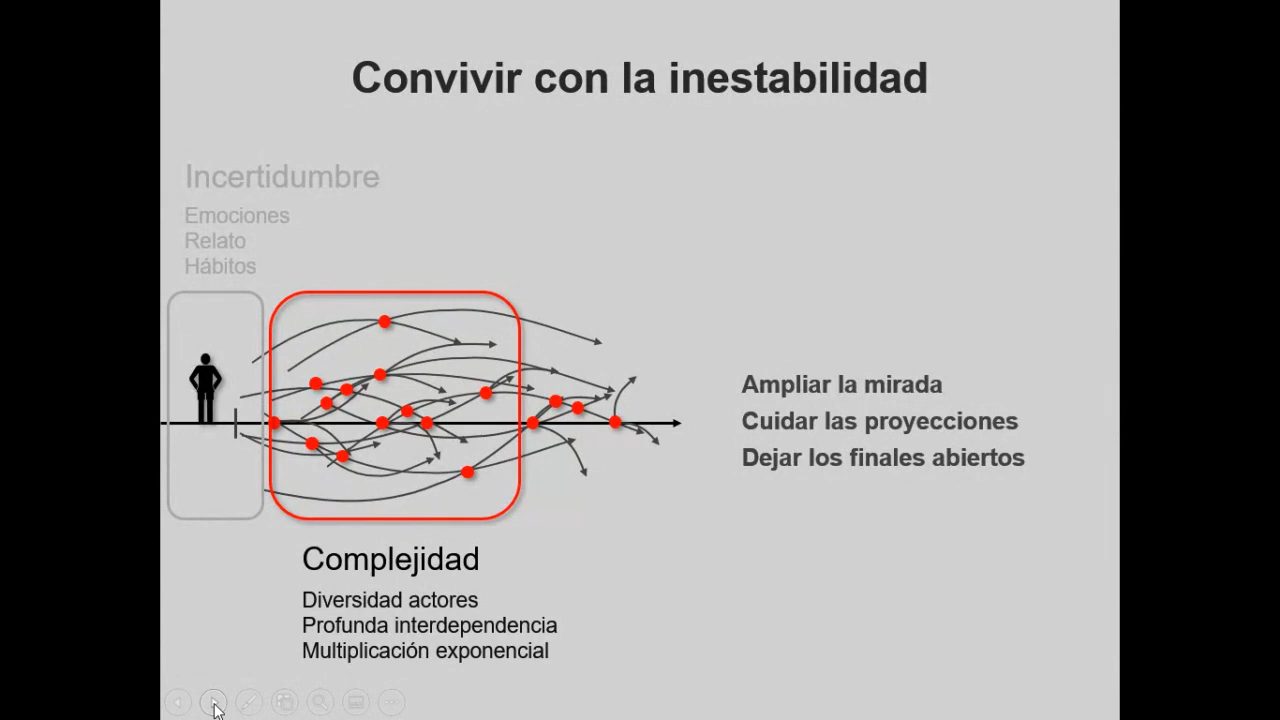 Convivir con la inestabilidad
Incertidumbre
Emociones
Relato
Hábitos
Ampliar la mirada
Cuidar las proyecciones
Dejar los finales abiertos
Complejidad
Diversidad actores
Profunda interdependencia
Multiplicación exponencial